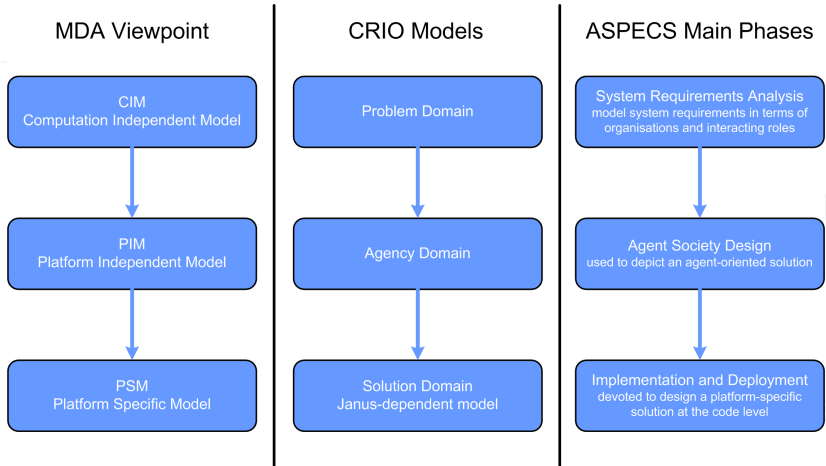 MDA Viewpoint
CIM
Computation Independent Model
PIM
Platform Independent Model
PSM
Platform Specific Model
CRIO Models
Problem Domain
Agency Domain
Solution Domain
Janus-dependent model
ASPECS Main Phases
System Requirements Analysis
model system requirements in terms of
organisations and interacting roles
Agent Society Design
used to depict an agent-oriented solution
Implementation and Deployment
devoted to design a platform-specific
solution at the code level